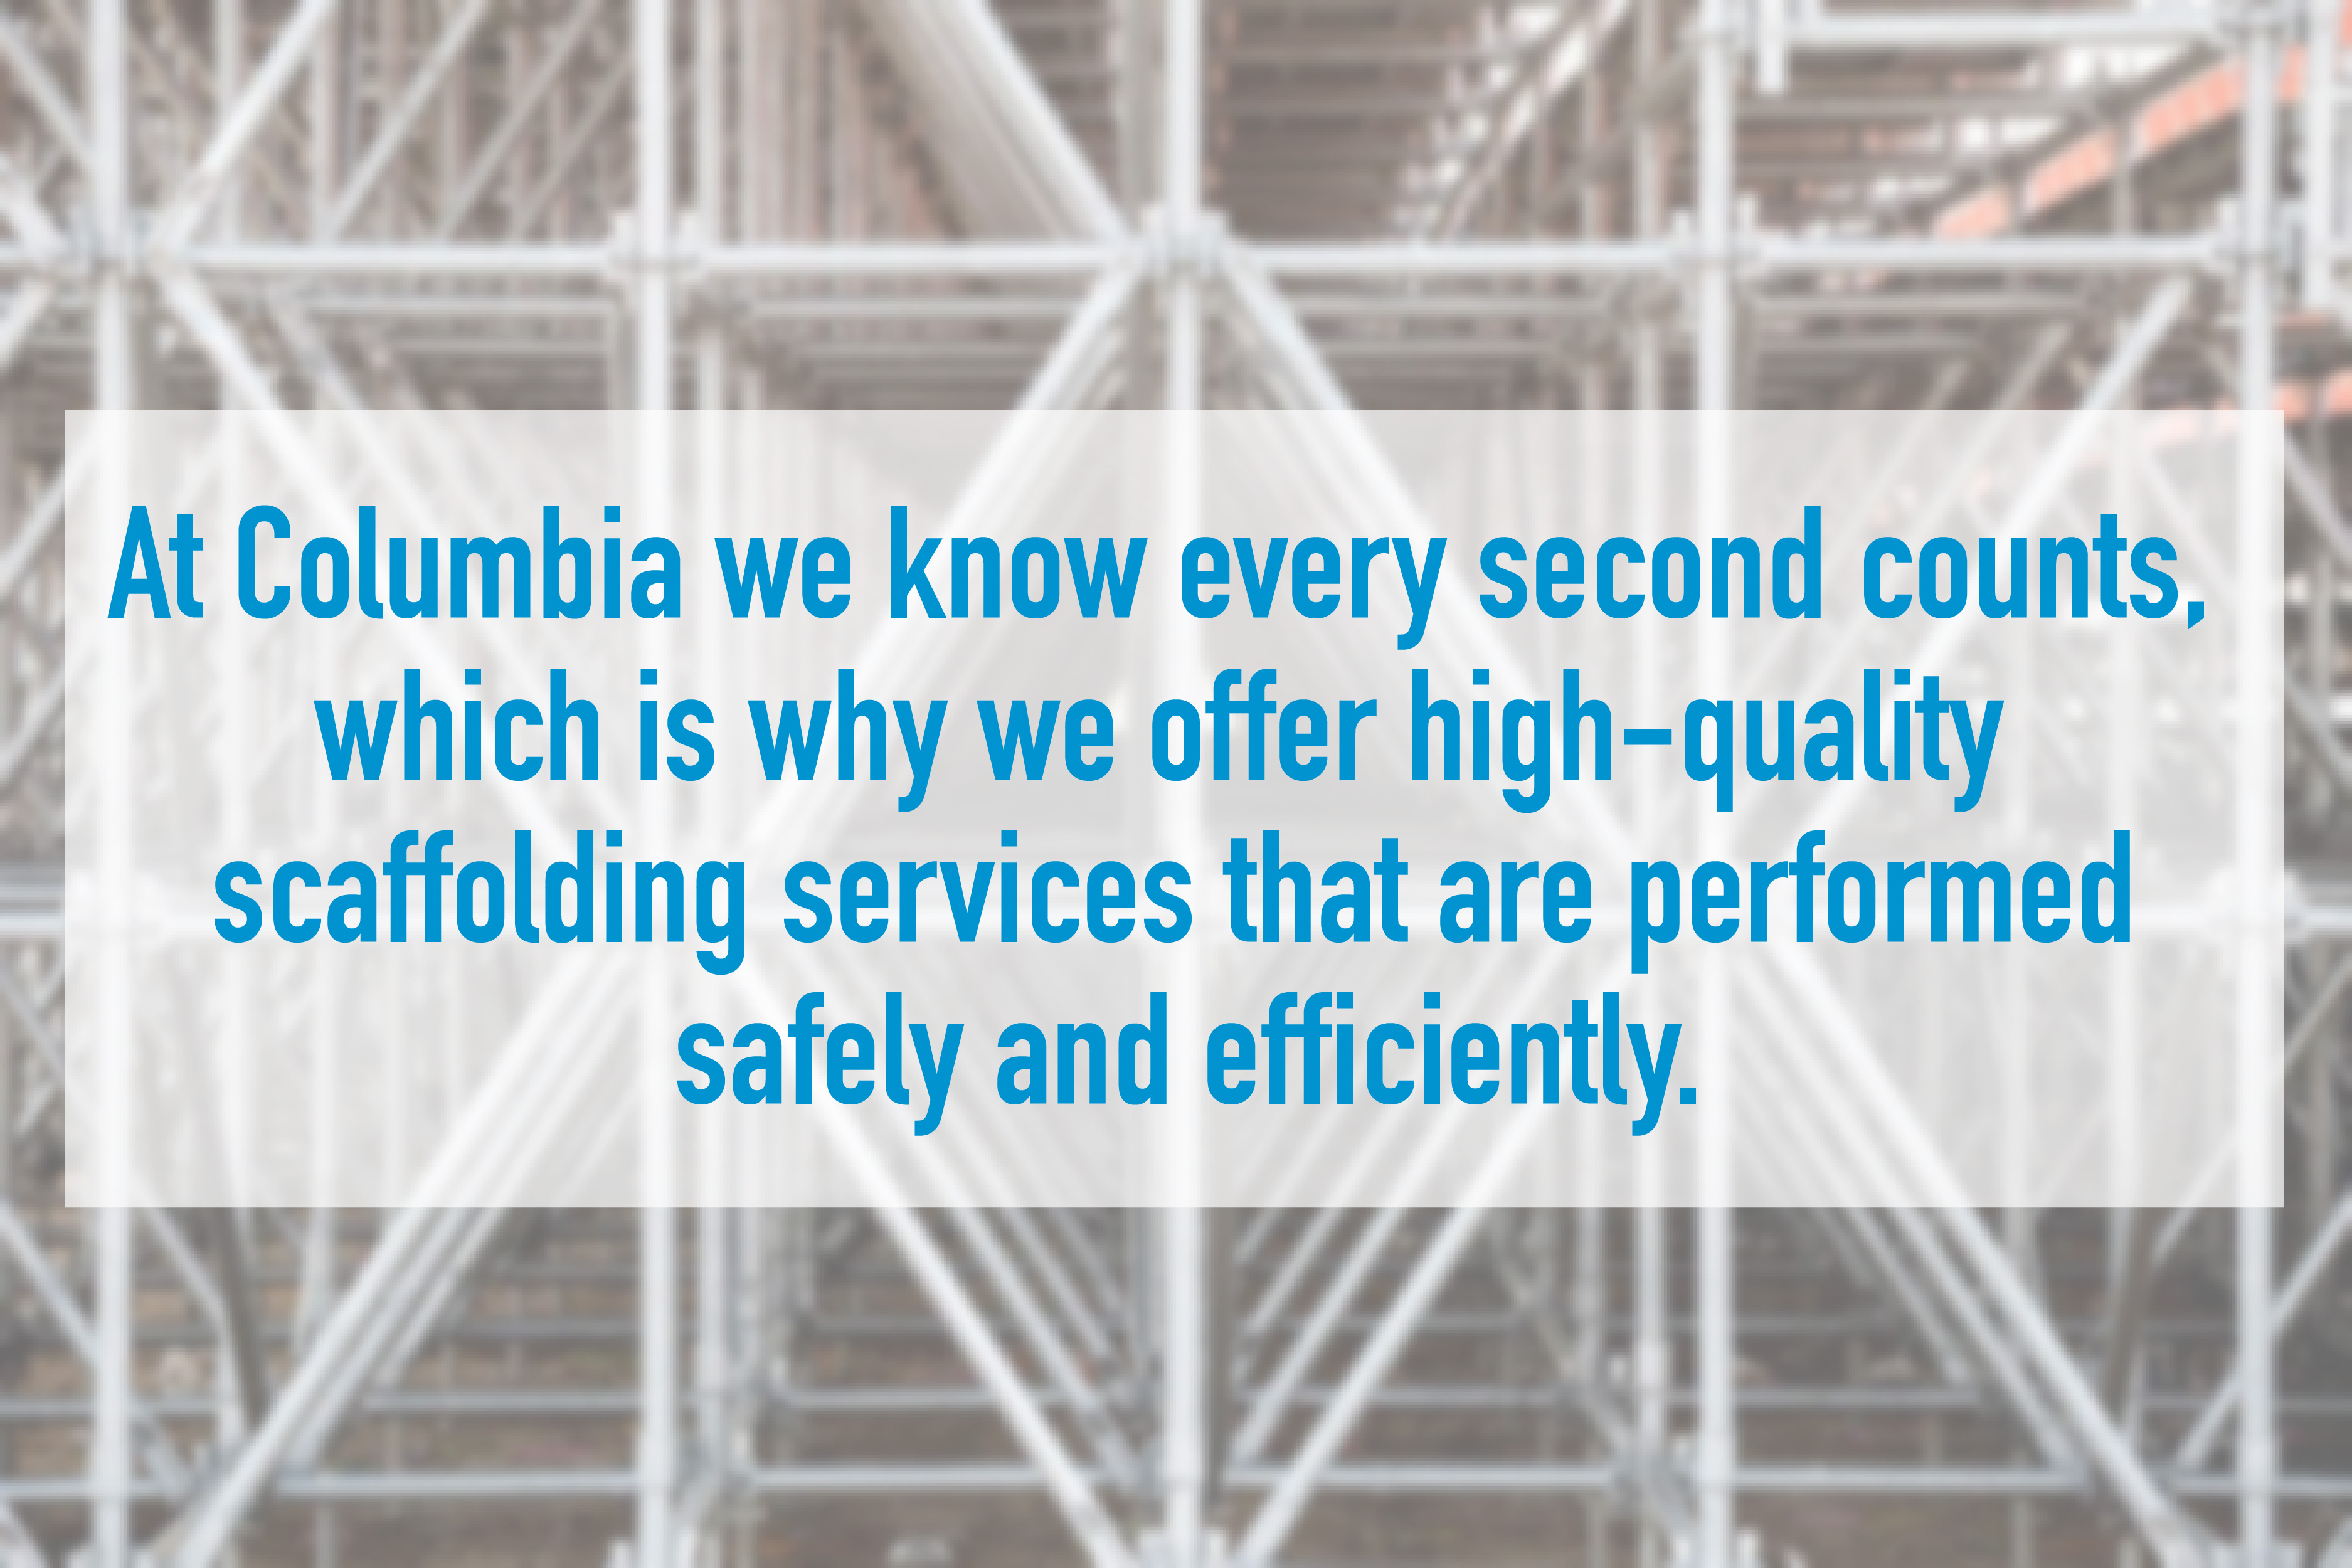 At Columbia we know every second counts,
which is why we offer high-quality
scaffolding services that are performed
safely and efficiently.